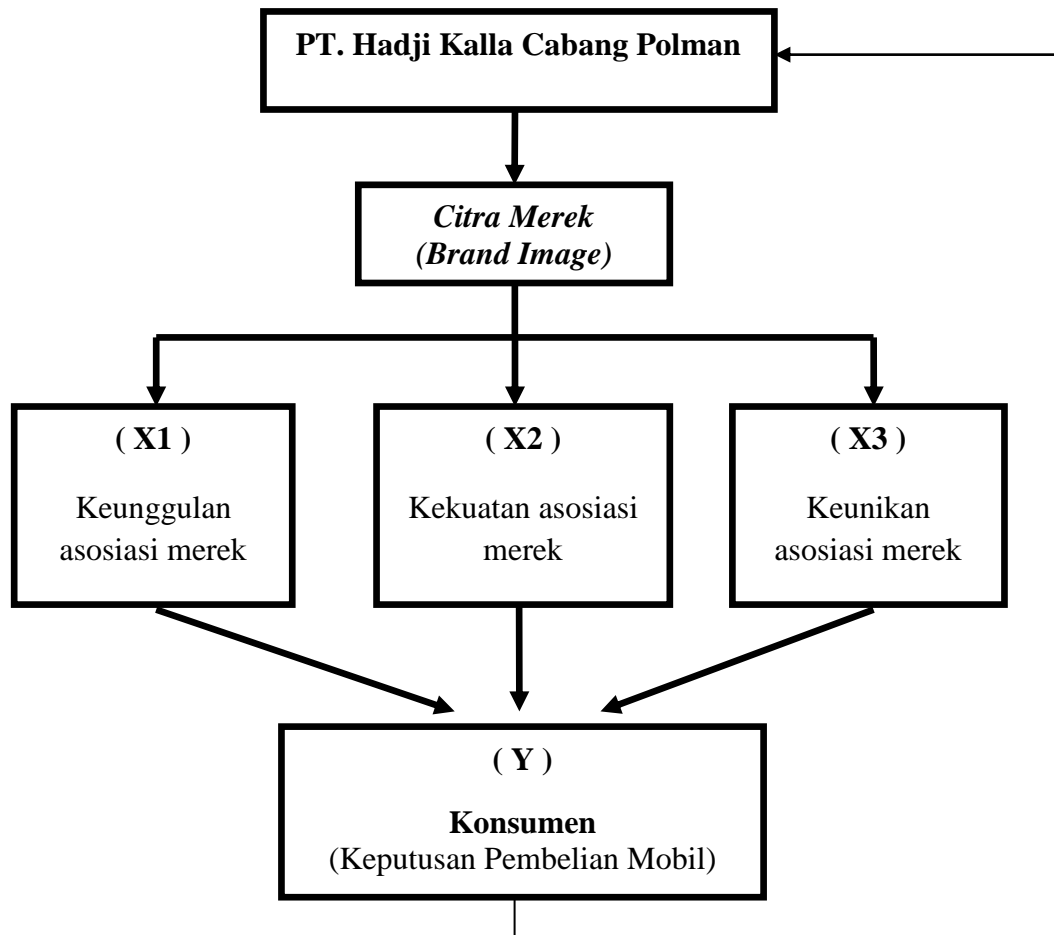 PT. Hadji Kalla Cabang Polman
Citra Merek
(Brand Image)
( X1 )
Keunggulan
asosiasi merek
( X2 )
Kekuatan asosiasi
merek
( X3 )
Keunikan
asosiasi merek
( Y )
Konsumen
(Keputusan Pembelian Mobil)